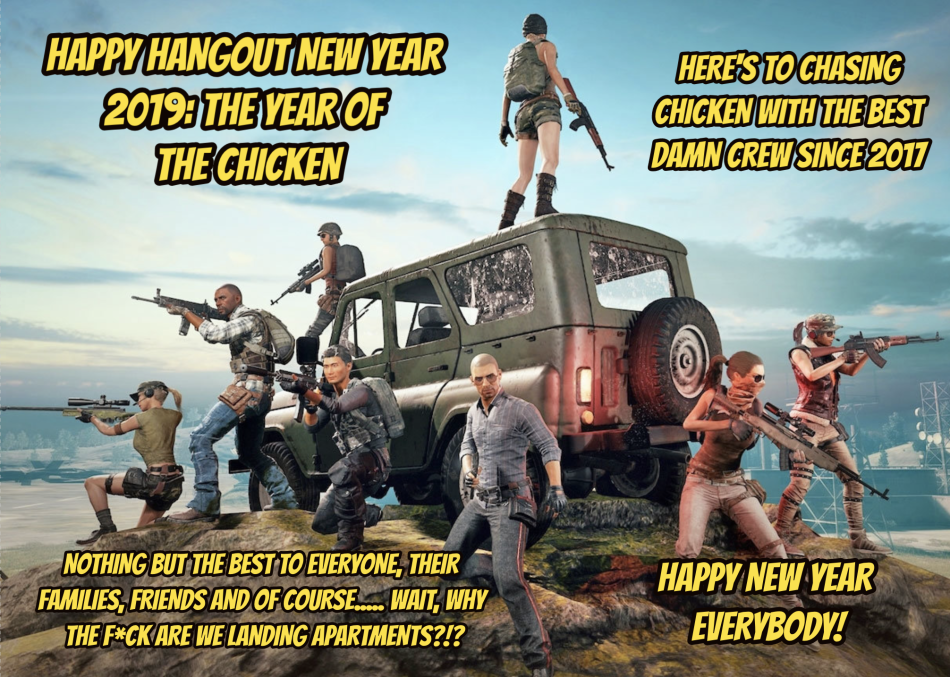 HAPPY HANGOUT NEW YEAR
2019: THE YEAR OF
THE CHICKEN
HERE'S TO CHASING
CHICKEN WITH THE BEST
DAMN CREW SINCE 2017
NOTHING BUT THE BEST TO EVERYONE, THEIR
FAMILIES, FRIENDS AND OF COURSE..... WAIT, WHY
THE F*CK ARE WE LANDING APARTMENTS?!?
HAPPY NEW YEAR
EVERYBODY!